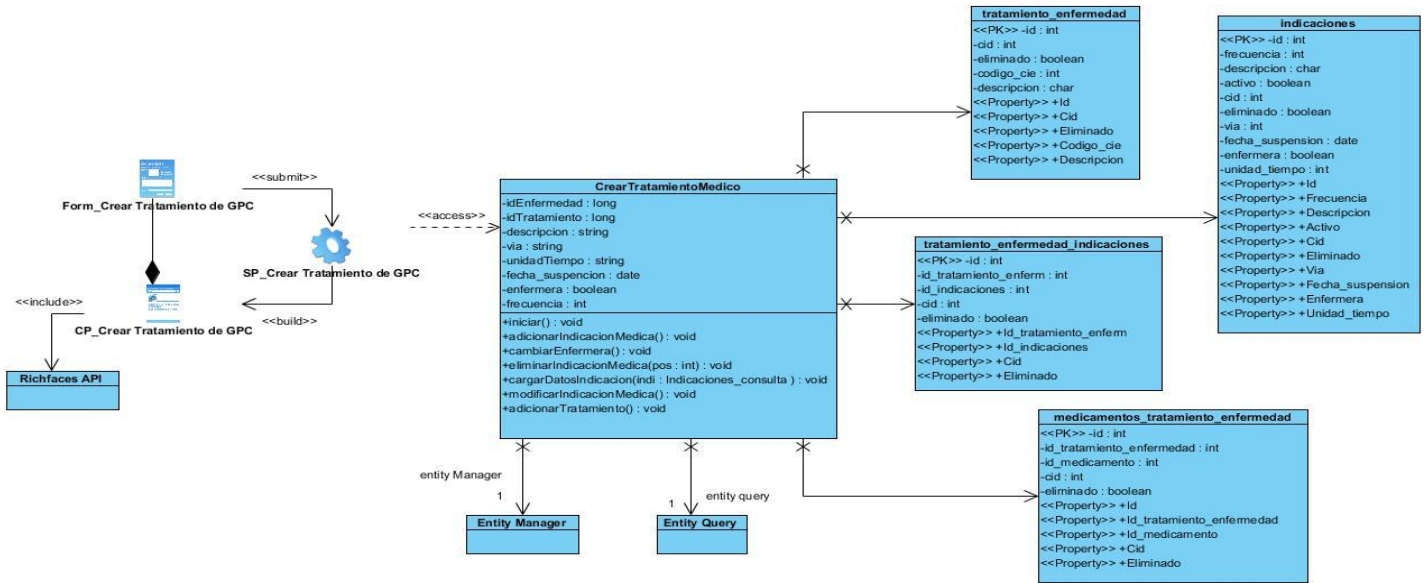 <<submit>>
Form_Crear Tratamiento de GPC
SP_Crear Tratamiento de GPC
<<include>>
<<build>>
CP_Crear Tratamiento de GPC
Richfaces API
<<access>>
CrearTratamientoMedico
-idEnfermedad : long
-idTratamiento : long
-descripcion : string
-via : string
-unidadTiempo : string
-fecha_suspencion : date
-enfermera : boolean
-frecuencia : int
+iniciar() : void
+adicionarIndicacionMedica() : void
+cambiarEnfermera() : void
+eliminarIndicacionMedica(pos : int) : void
+cargarDatosIndicacion(indi : Indicaciones_consulta ) : void
+modificarIndicacionMedica() : void
+adicionarTratamiento() : void
entity Manager
1
Entity Manager
entity query
1
Entity Query
tratamiento_enfermedad
<<PK>> -id : int
-cid : int
-eliminado : boolean
-codigo_cie : int
-descripcion : char
<<Property>> +Id
<<Property>> +Cid
<<Property>> +Eliminado
<<Property>> +Codigo_cie
<<Property>> +Descripcion
indicaciones
<<PK>> -id : int
-frecuencia : int
-descripcion : char
-activo : boolean
-cid : int
-eliminado : boolean
-via : int
-fecha_suspension : date
-enfermera : boolean
-unidad_tiempo : int
<<Property>> +Id
<<Property>> +Frecuencia
<<Property>> +Descripcion
<<Property>> +Activo
<<Property>> +Cid
<<Property>> +Eliminado
<<Property>> +Via
<<Property>> +Fecha_suspension
<<Property>> +Enfermera
<<Property>> +Unidad_tiempo
tratamiento_enfermedad_indicaciones
<<PK>> -id : int
-id_tratamiento_enferm : int
-id_indicaciones : int
-cid : int
-eliminado : boolean
<<Property>> +Id_tratamiento_enferm
<<Property>> +Id_indicaciones
<<Property>> +Cid
<<Property>> +Eliminado
medicamentos_tratamiento_enfermedad
<<PK>> -id : int
-id_tratamiento_enfermedad : int
-id_medicamento : int
-cid : int
-eliminado : boolean
<<Property>> +Id
<<Property>> +Id_tratamiento_enfermedad
<<Property>> +Id_medicamento
<<Property>> +Cid
<<Property>> +Eliminado